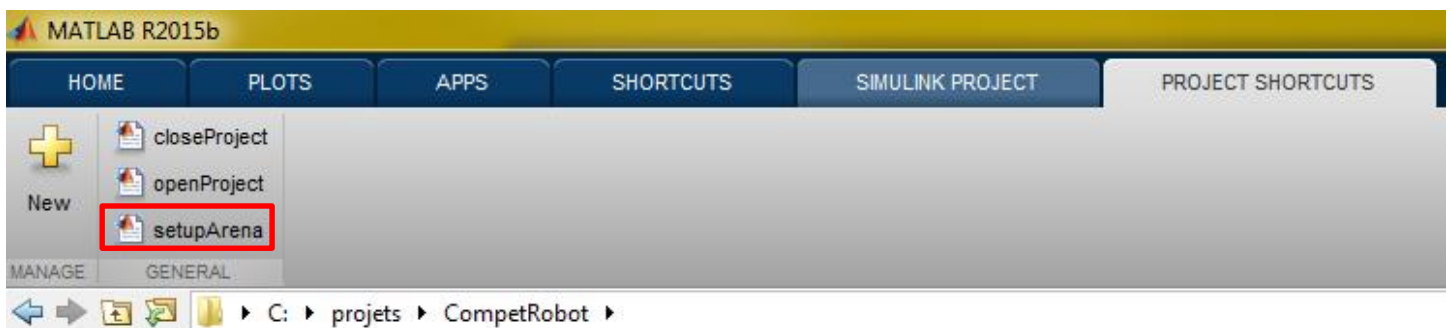 MATLAB R2015b
HOME PLOTS APPS SHORTCUTS SIMULINK PROJECT PROJECT SHORTCUTS
closeProject
openProject
New
setupArena
MANAGE GENERAL
C: projets CompetRobot